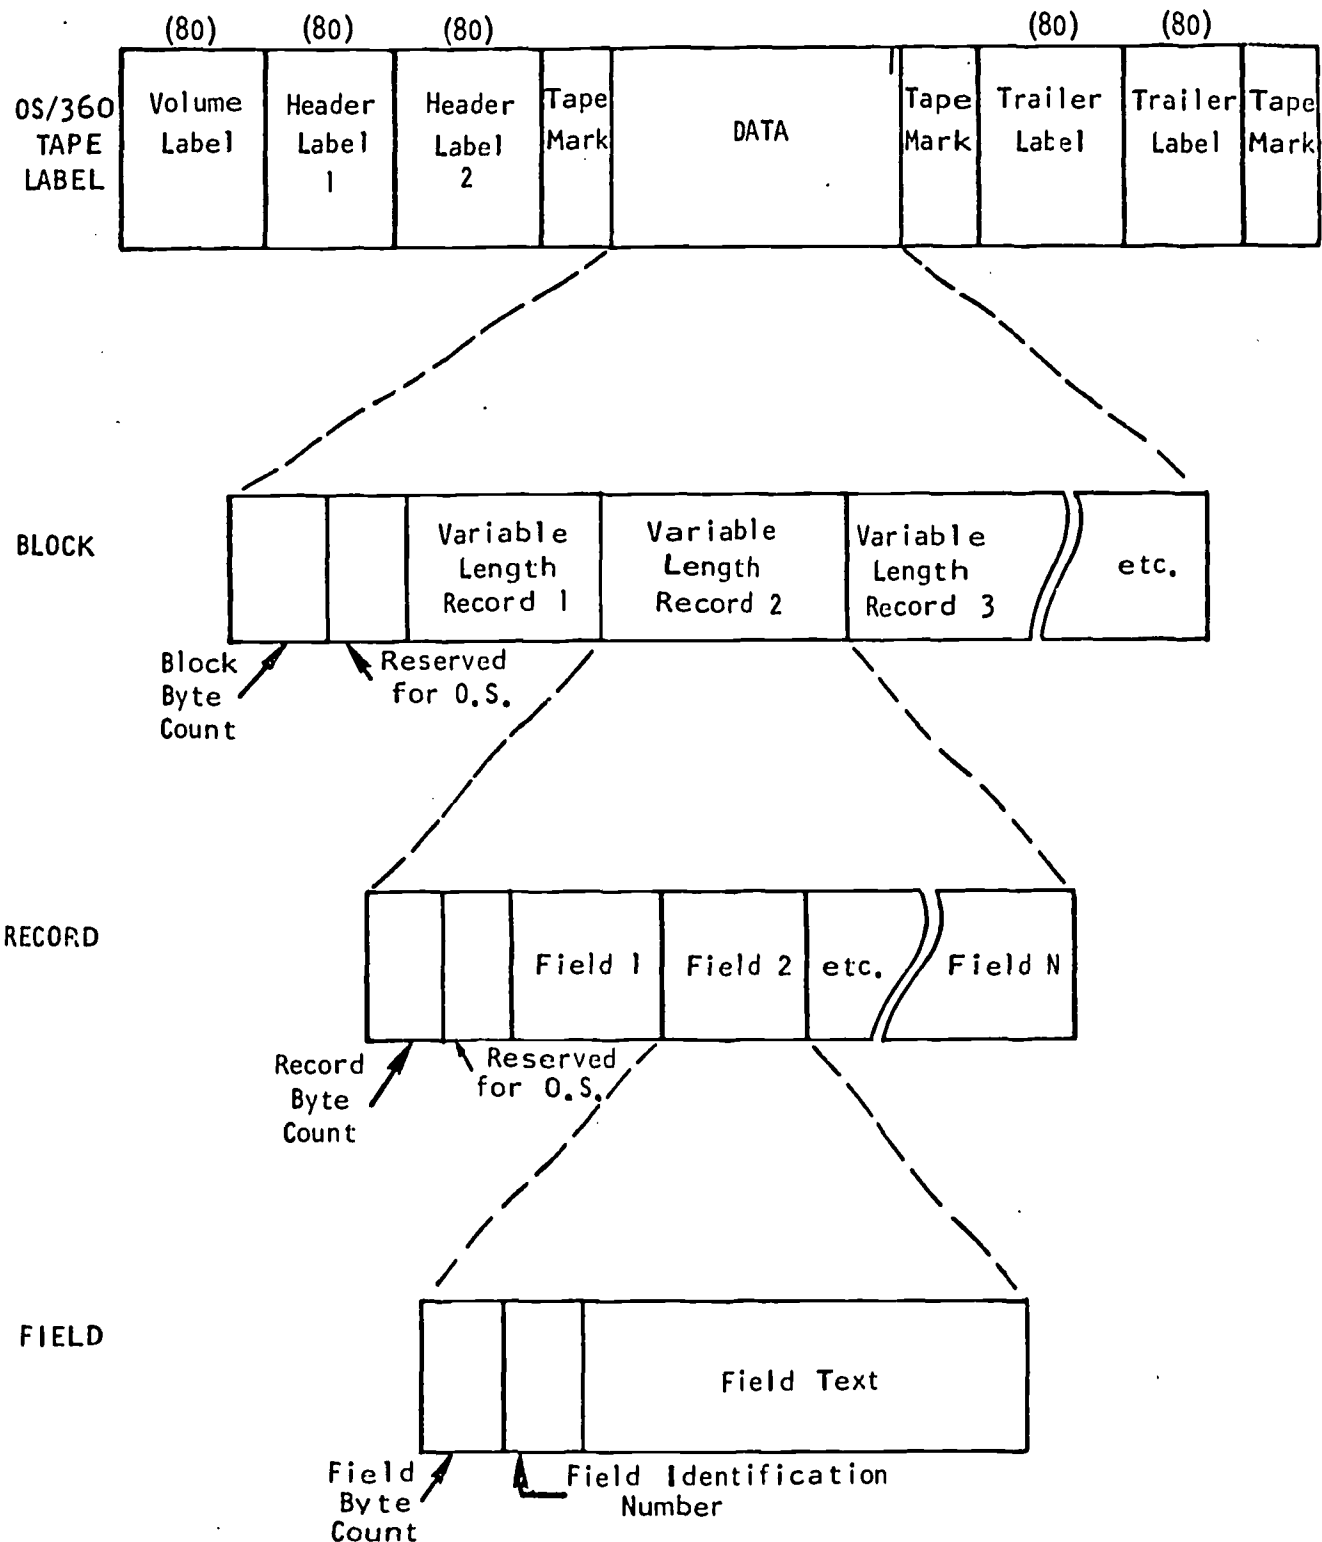 (80) (80) (80) (80) (80)
OS/360
TAPE
LABEL
Volume
Label
Header
Label
1
Header
Label
2
Tape
Mark
DATA
Tape
Mark
Trailer
Label
Trailer
Label
Tape
Mark
BLOCK
Variable
Length
Record 1
Variable
Length
Record 2
Variable
Length
Record 3
etc.
Block
Byte
Count
Reserved
for O.S.
RECORD
Field 1
Field 2
etc.
Field N
Record
Byte
Count
Reserved
for O.S.
FIELD
Field Text
Field
Byte
Count
Field Identification
Number